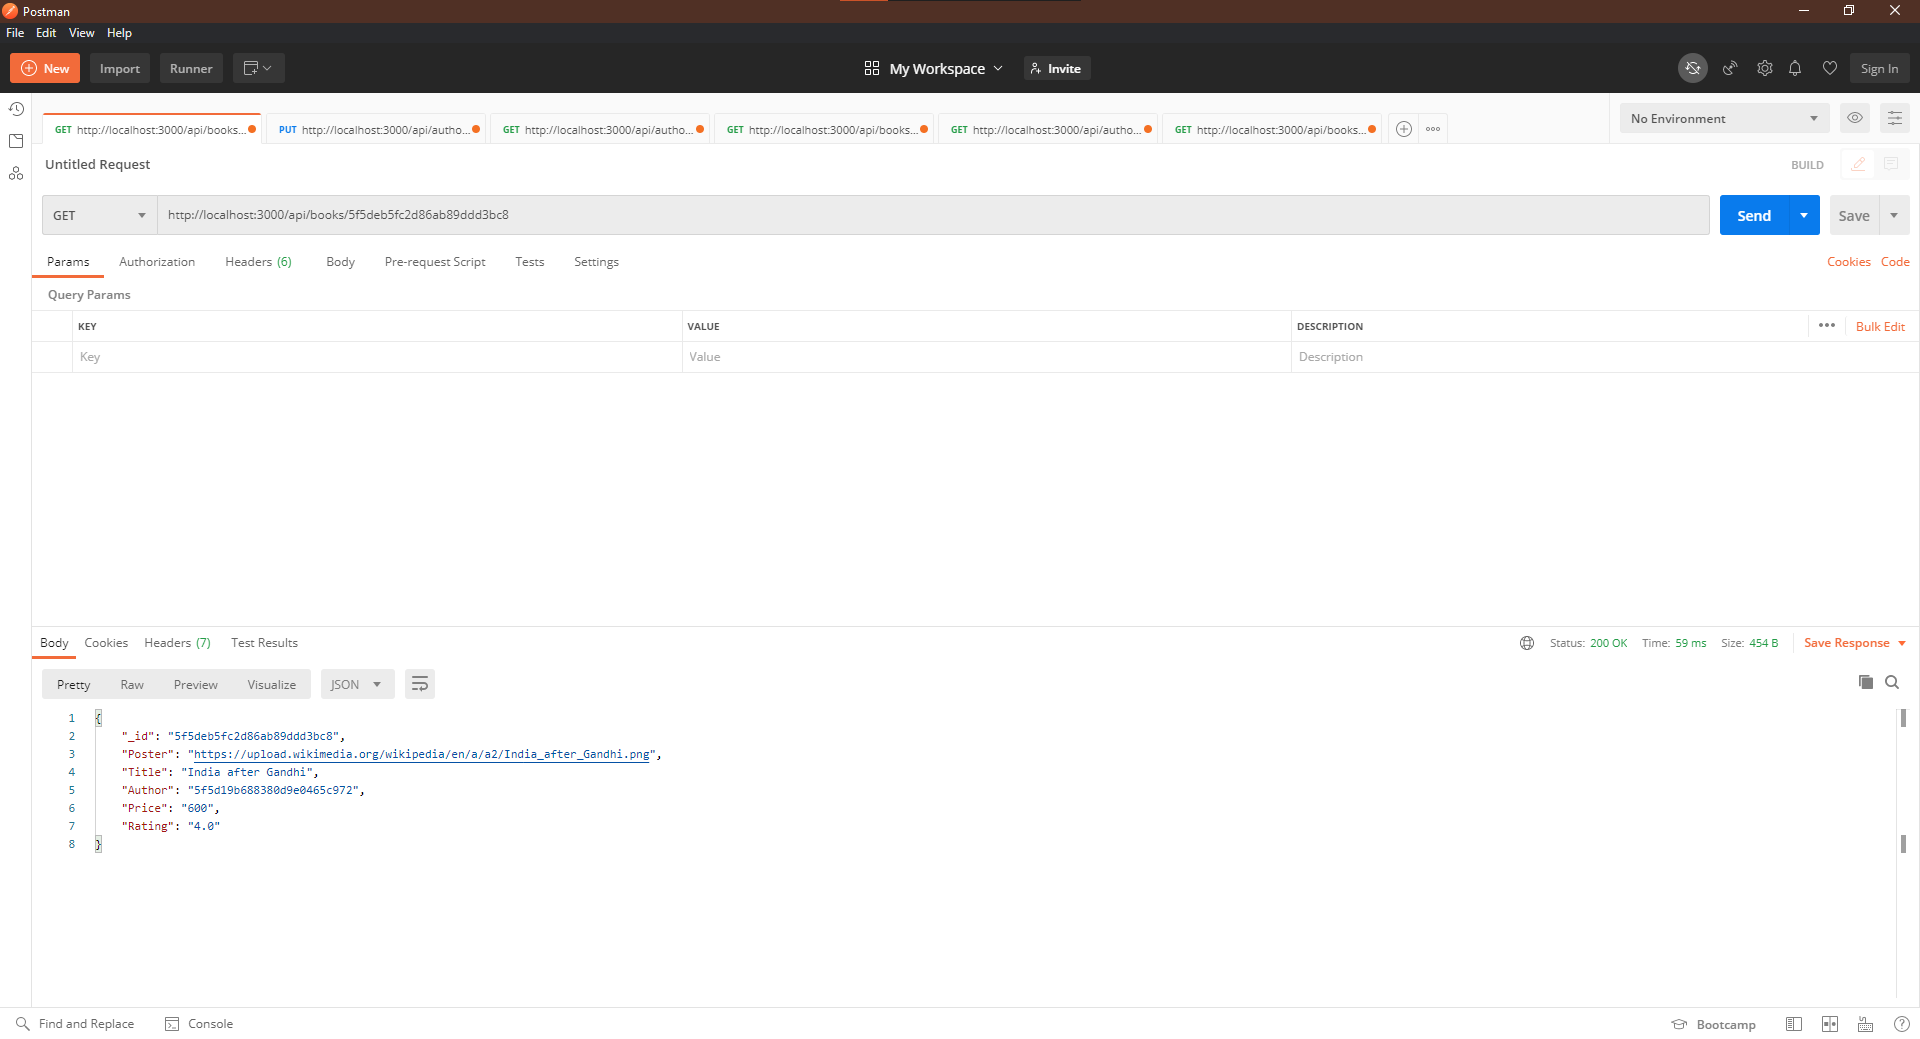 Postman
File Edit View Help
New Import Runner My Workspace Invite Sign In
GET http://localhost:3000/api/books... PUT http://localhost:3000/api/autho... GET http://localhost:3000/api/autho... GET http://localhost:3000/api/books... GET http://localhost:3000/api/autho... GET http://localhost:3000/api/books... No Environment
Untitled Request BUILD
GET http://localhost:3000/api/books/5f5deb5fc2d86ab89ddd3bc8 Send Save
Params Authorization Headers (6) Body Pre-request Script Tests Settings Cookies Code
Query Params
KEY VALUE DESCRIPTION Bulk Edit
Key Value Description
Body Cookies Headers (7) Test Results Status: 200 OK Time: 59 ms Size: 454 B Save Response
Pretty Raw Preview Visualize JSON
1 {
2 "_id": "5f5deb5fc2d86ab89ddd3bc8",
3 "Poster": "https://upload.wikimedia.org/wikipedia/en/a/a2/India_after_Gandhi.png",
4 "Title": "India after Gandhi",
5 "Author": "5f5d19b688380d9e0465c972",
6 "Price": "600",
7 "Rating": "4.0"
8 }
Find and Replace Console Bootcamp